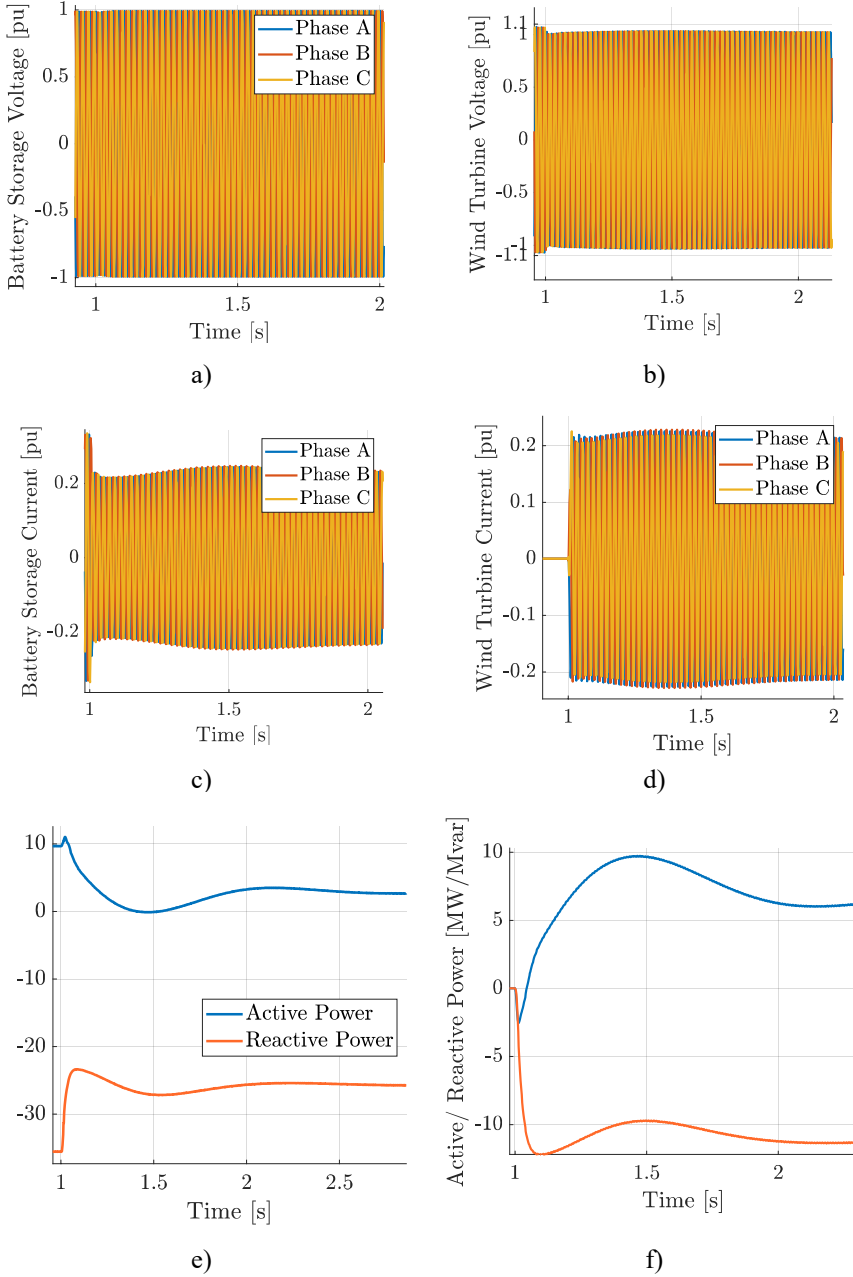 Battery Storage Voltage [pu]
1
0.5
0
-0.5
-1
Phase A
Phase B
Phase C
1
1.5
2
Time [s]
a)
Wind Turbine Voltage [pu]
1.1
1
0.5
0
-0.5
-1
-1.1
1
1.5
2
Time [s]
b)
Battery Storage Current [pu]
0.2
0
-0.2
Phase A
Phase B
Phase C
1
1.5
2
Time [s]
c)
Wind Turbine Current [pu]
0.2
0.1
0
-0.1
-0.2
Phase A
Phase B
Phase C
1
1.5
2
Time [s]
d)
10
0
-10
-20
-30
Active Power
Reactive Power
1
1.5
2
2.5
Time [s]
e)
Active/ Reactive Power [MW/Mvar]
10
5
0
-5
-10
1
1.5
2
Time [s]
f)